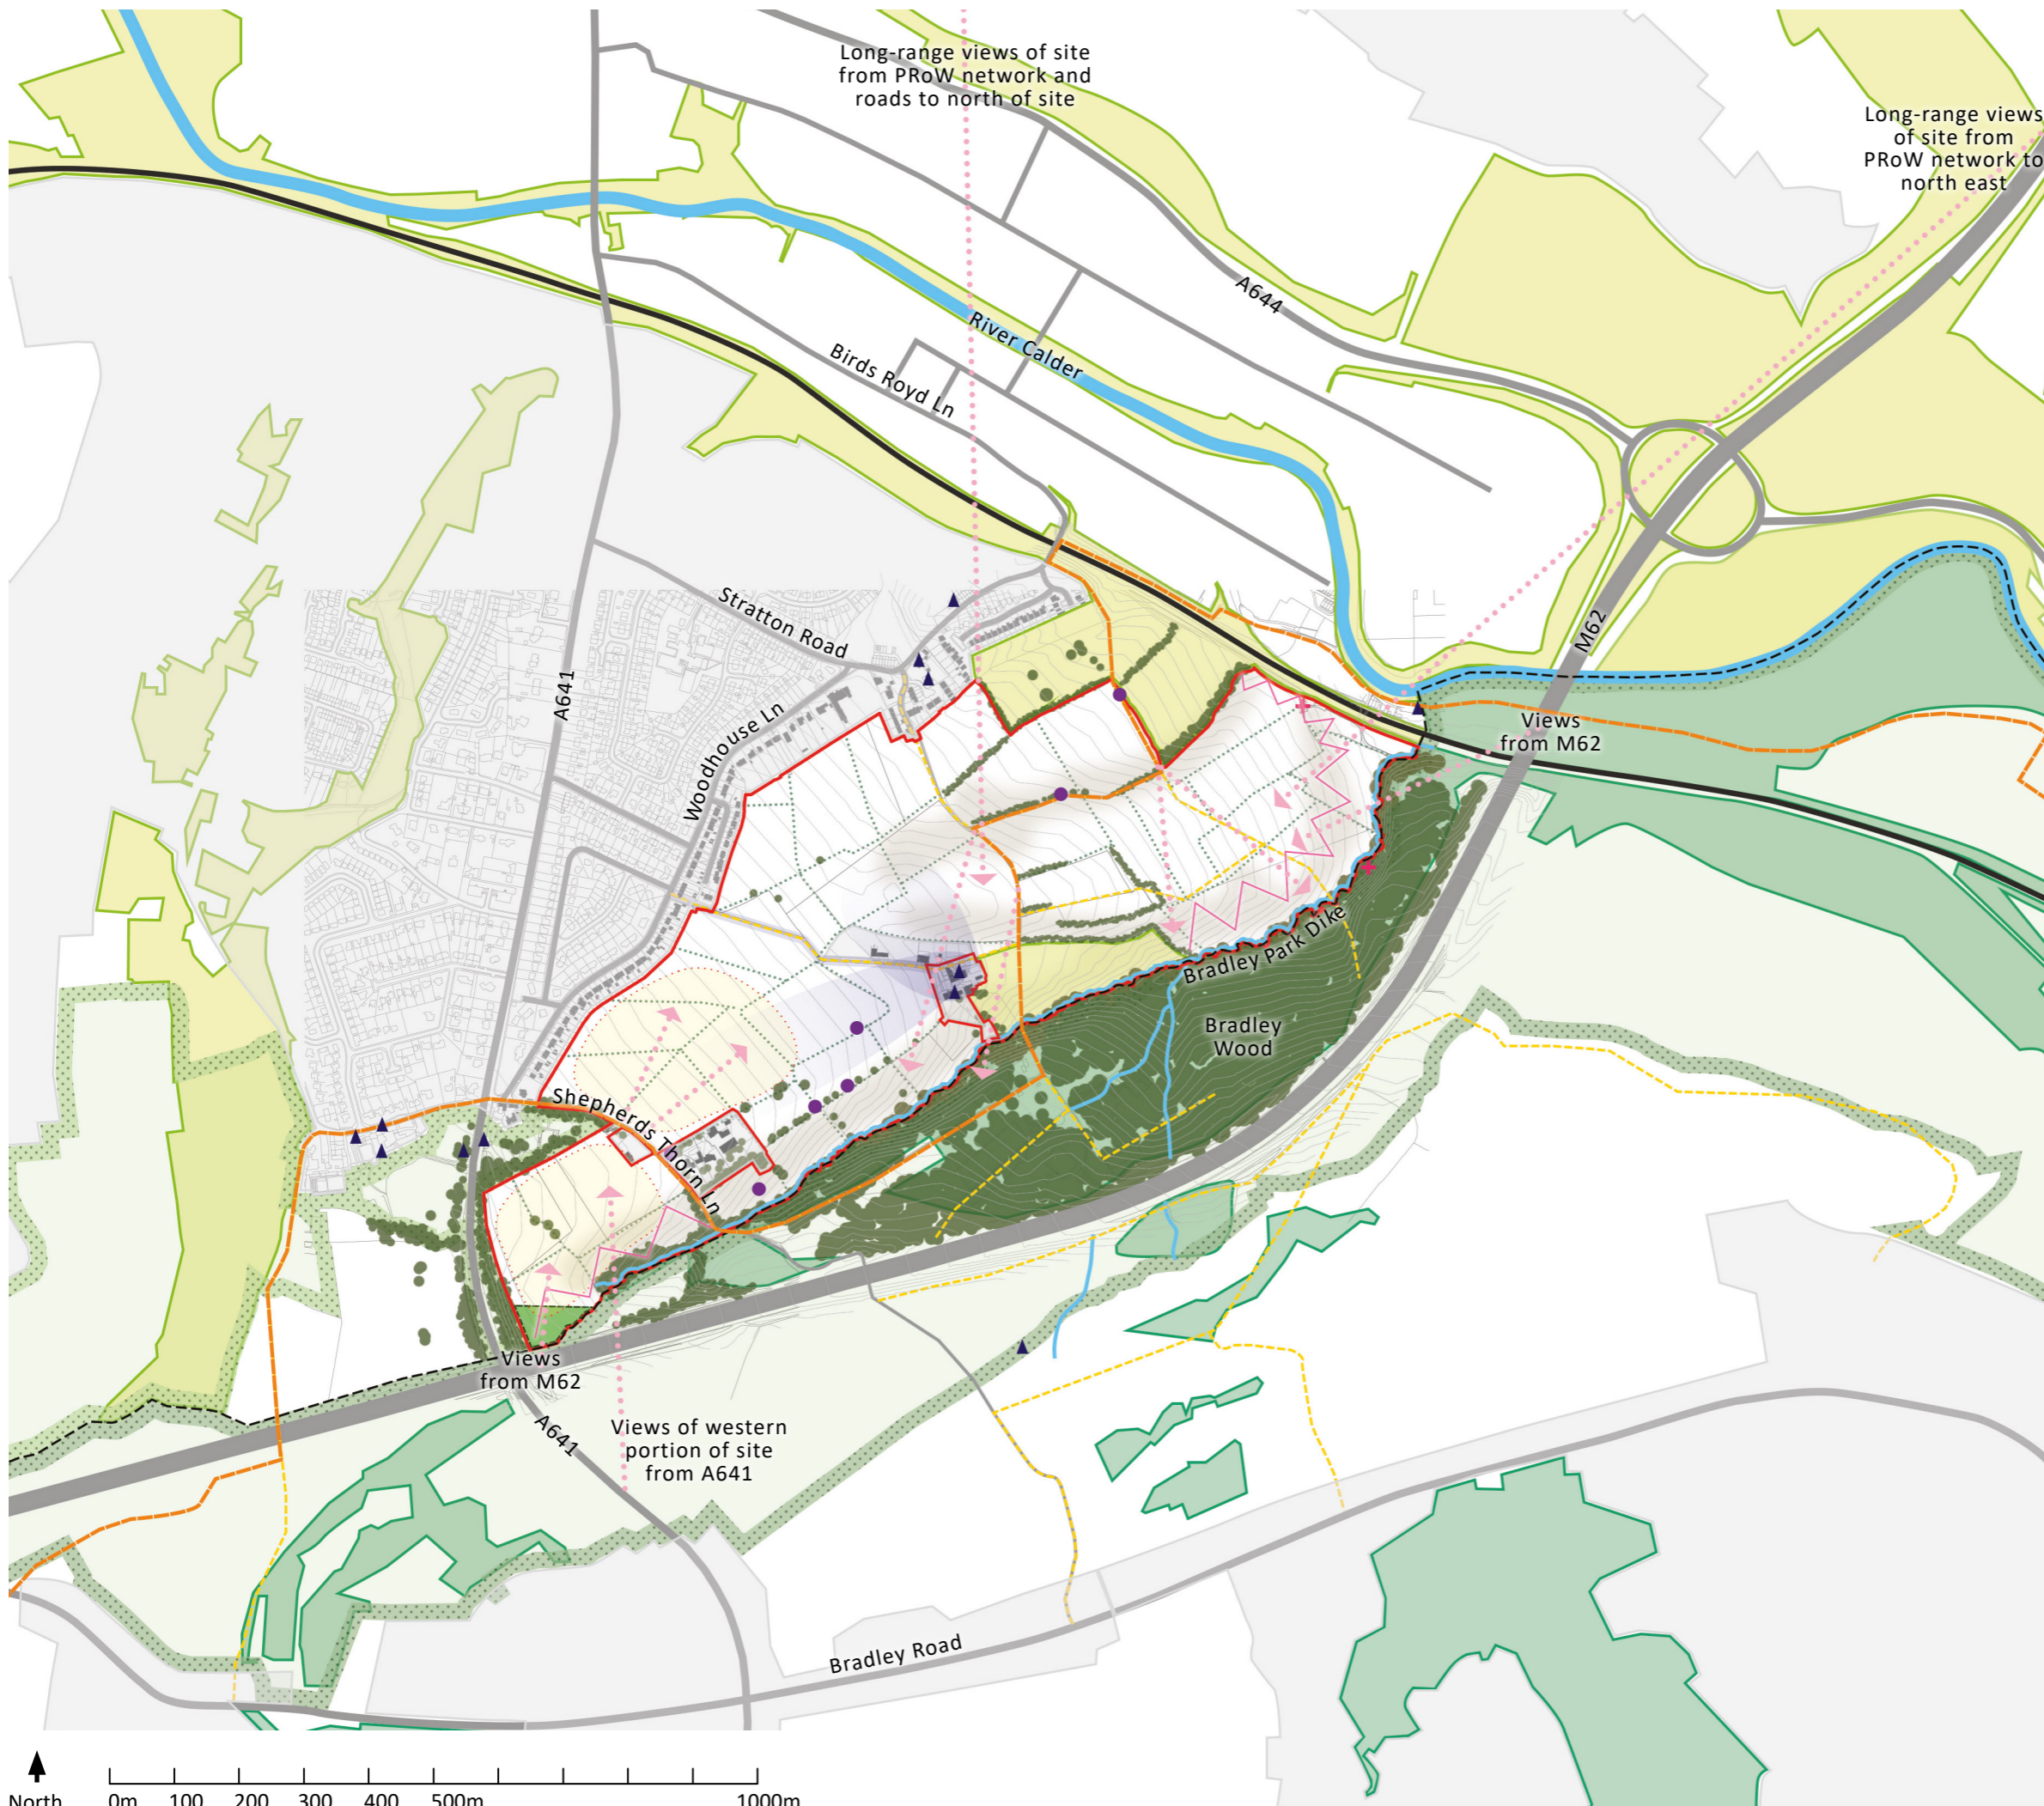 Long-range views of site
from PRoW network and
roads to north of site
Long-range views
of site from
PRoW network to
north east
A644
River Calder
Birds Royd Ln
Stratton Road
M62
A641
Woodhouse Ln
Views
from M62
Bradley Park Dike
Bradley
Wood
Shepherds Thorn Ln
Views
from M62
A641
Views of western
portion of site
from A641
Bradley Road
North
0m 100 200 300 400 500m 1000m